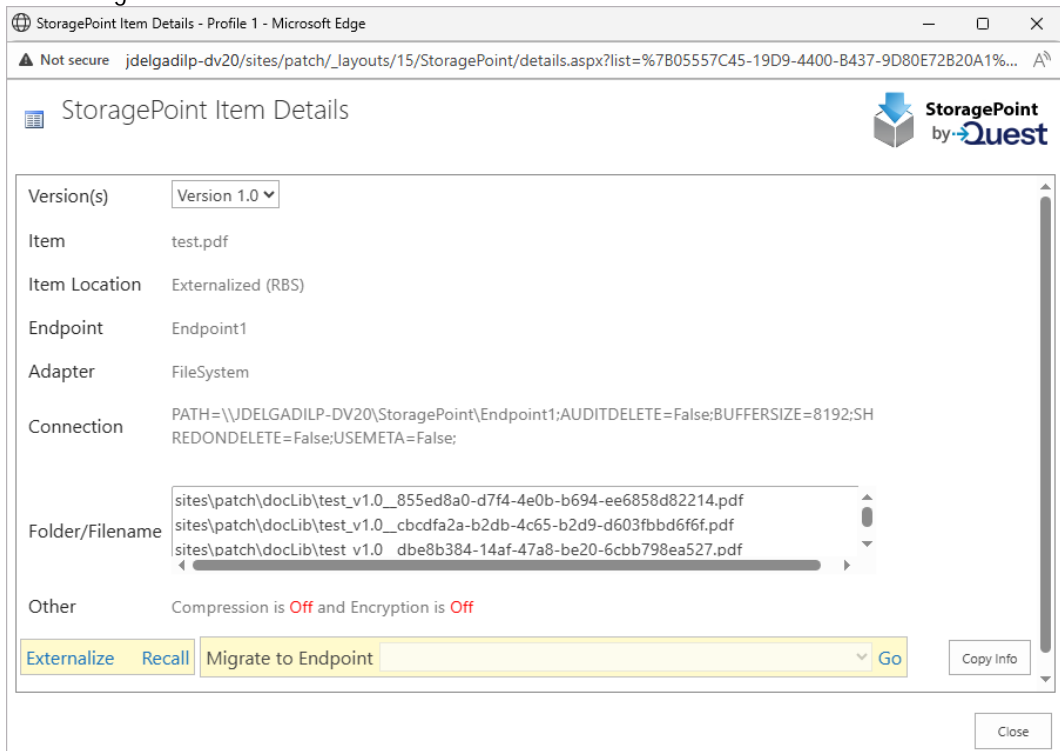 StoragePoint Item Details - Profile 1 - Microsoft Edge
Not secure jdelgadilp-dv20/sites/patch/_layouts/15/StoragePoint/details.aspx?list=%7B05557C45-19D9-4400-B437-9D80E72B20A1%...
StoragePoint Item Details
StoragePoint
by Quest
Version(s) Version 1.0
Item test.pdf
Item Location Externalized (RBS)
Endpoint Endpoint1
Adapter FileSystem
Connection PATH=\\JDELGADILP-DV20\StoragePoint\Endpoint1;AUDITDELETE=False;BUFFERSIZE=8192;SH
REDONDELETE=False;USEMETA=False;
Folder/Filename sites\patch\docLib\test_v1.0__855ed8a0-d7f4-4e0b-b694-ee6858d82214.pdf
sites\patch\docLib\test_v1.0__cbcdfa2a-b2db-4c65-b2d9-d603fbbd6f6f.pdf
sites\patch\docLib\test_v1.0__dbe8b384-14af-47a8-be20-6cbb798ea527.pdf
Other Compression is Off and Encryption is Off
Externalize Recall Migrate to Endpoint Go Copy Info
Close